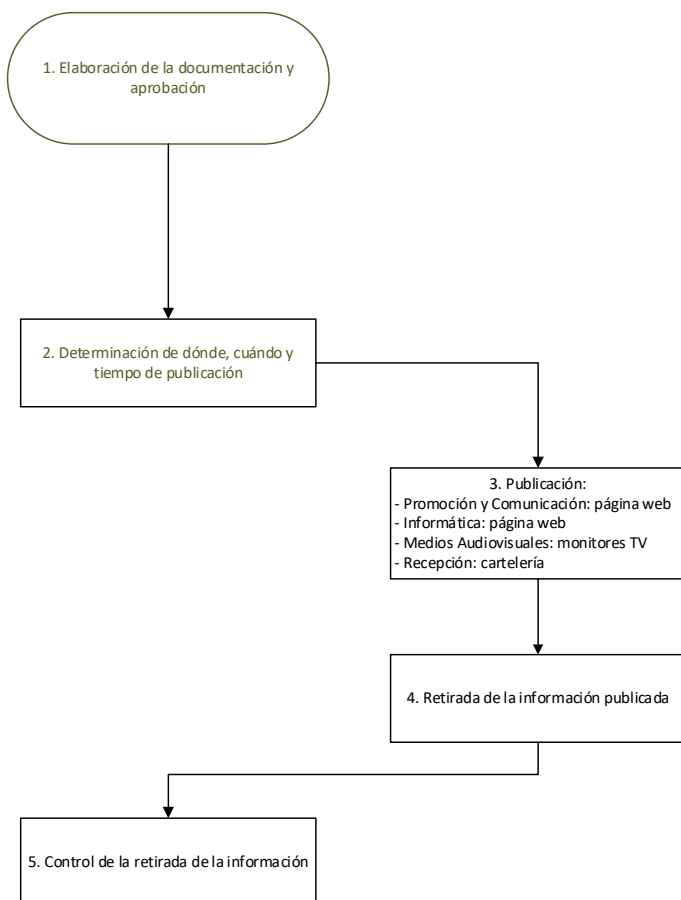 1. Elaboración de la documentación y
aprobación
2. Determinación de dónde, cuándo y
tiempo de publicación
3. Publicación:
- Promoción y Comunicación: página web
- Informática: página web
- Medios Audiovisuales: monitores TV
- Recepción: cartelería
4. Retirada de la información publicada
5. Control de la retirada de la información